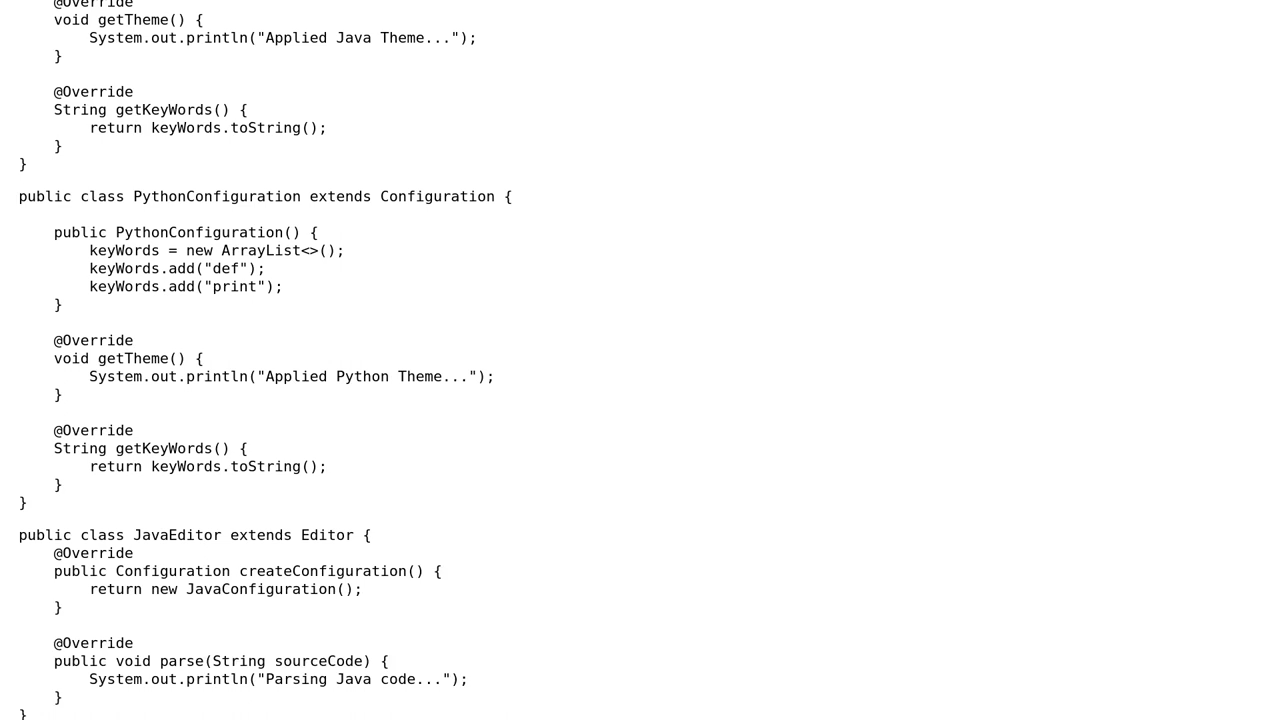 @Override
void getTheme() {
System.out.println("Applied Java Theme...");
}
@Override
String getKeyWords() {
return keyWords.toString();
}
}
public class PythonConfiguration extends Configuration {
public PythonConfiguration() {
keyWords = new ArrayList<>();
keyWords.add("def");
keyWords.add("print");
}
@Override
void getTheme() {
System.out.println("Applied Python Theme...");
}
@Override
String getKeyWords() {
return keyWords.toString();
}
}
public class JavaEditor extends Editor {
@Override
public Configuration createConfiguration() {
return new JavaConfiguration();
}
@Override
public void parse(String sourceCode) {
System.out.println("Parsing Java code...");
}
}